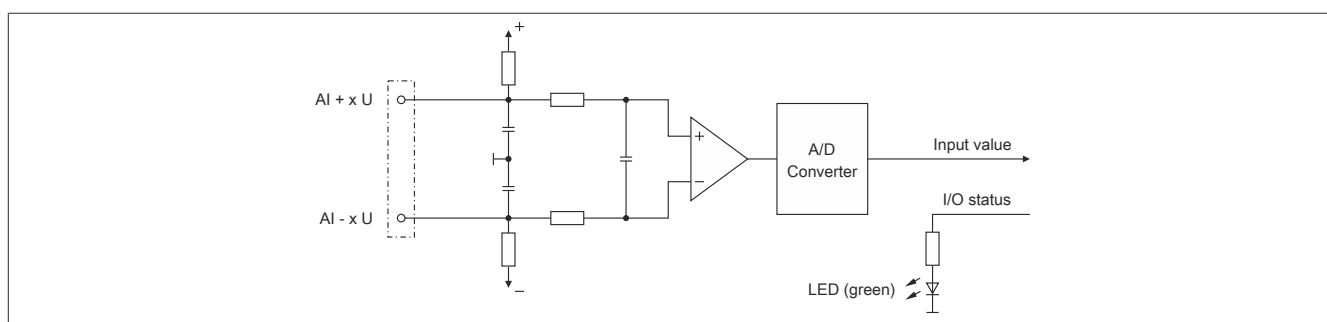 +
AI + x U
+
A/D
Converter
Input value
−
I/O status
AI - x U
LED (green)
−